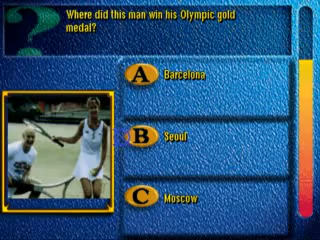 Where did this man win his Olympic gold
medal?
A Barcelona
B Seoul
C Moscow